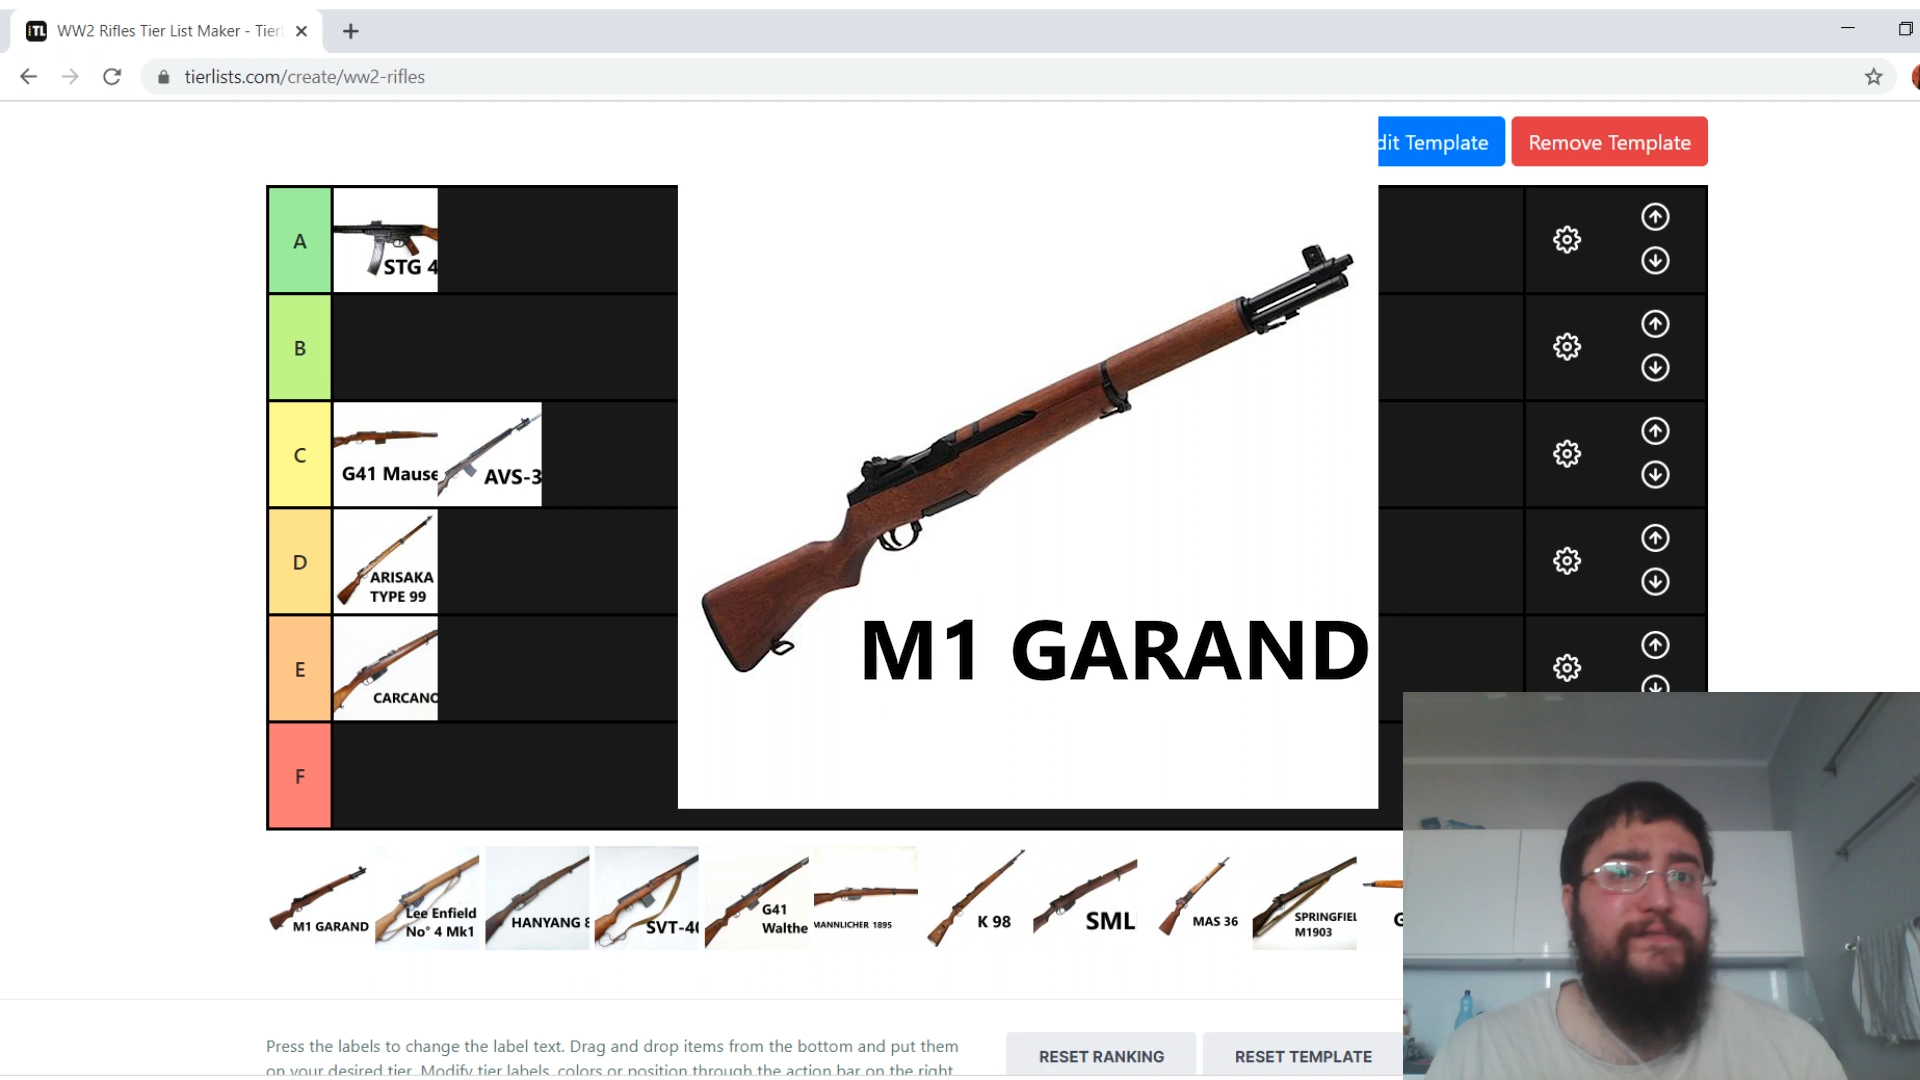 WW2 Rifles Tier List Maker - Tier
tierlists.com/create/ww2-rifles
dit Template
Remove Template
A
STG 4
B
C
G41 Mause
AVS-3
D
ARISAKA
TYPE 99
E
CARCANO
F
M1 GARAND
M1 GARAND
Lee Enfield
No° 4 Mk1
HANYANG 8
SVT-40
G41
Walthe
MANNLICHER 1895
K 98
SML
MAS 36
SPRINGFIEL
M1903
G
Press the labels to change the label text. Drag and drop items from the bottom and put them
on your desired tier. Modify tier labels, colors or position through the action bar on the right.
RESET RANKING
RESET TEMPLATE